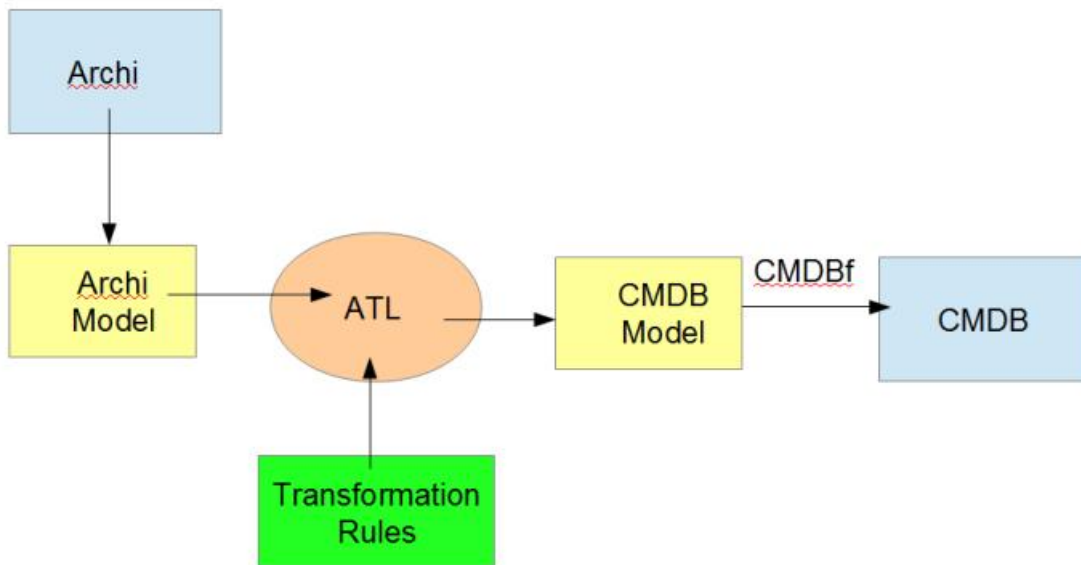 Archi
Archi
Model
ATL
CMDB
Model
CMDBf
CMDB
Transformation
Rules